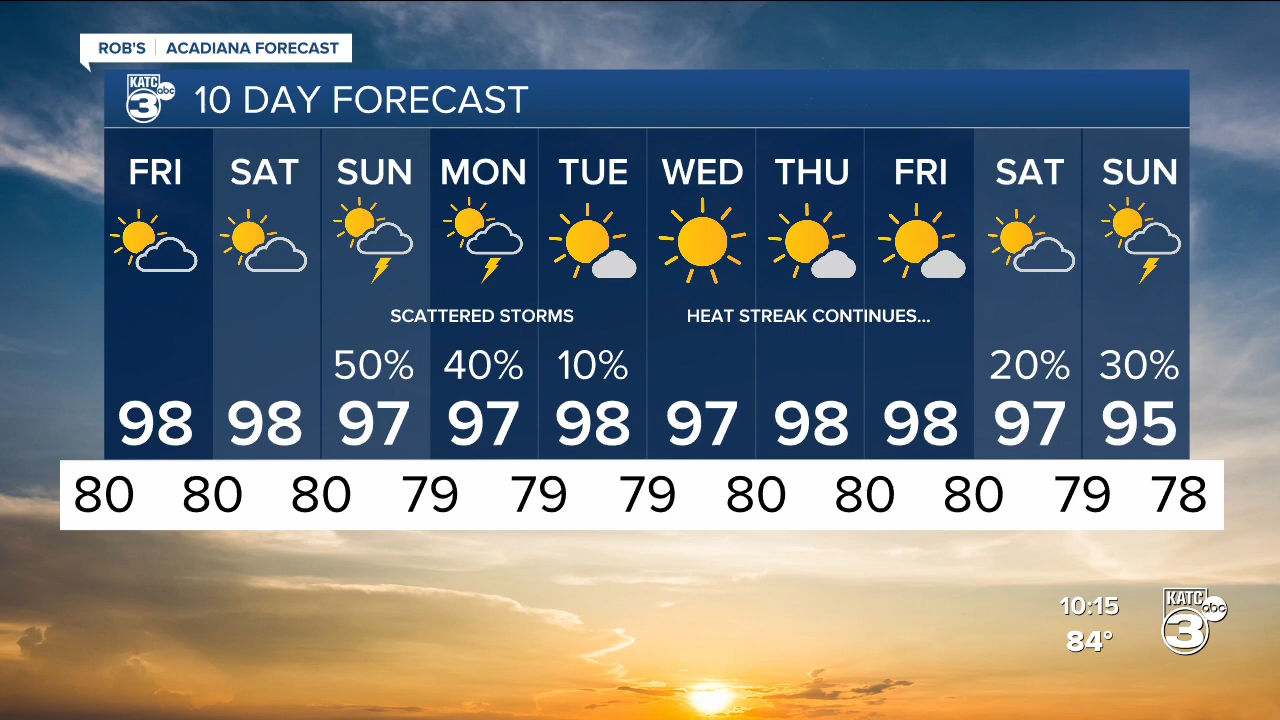 ROB'S ACADIANA FORECAST
KATC 3 abc 10 DAY FORECAST
FRI SAT SUN MON TUE WED THU FRI SAT SUN
SCATTERED STORMS HEAT STREAK CONTINUES...
50% 40% 10% 20% 30%
98 98 97 97 98 97 98 98 97 95
80 80 80 79 79 79 80 80 80 79 78
10:15
84°
KATC 3 abc